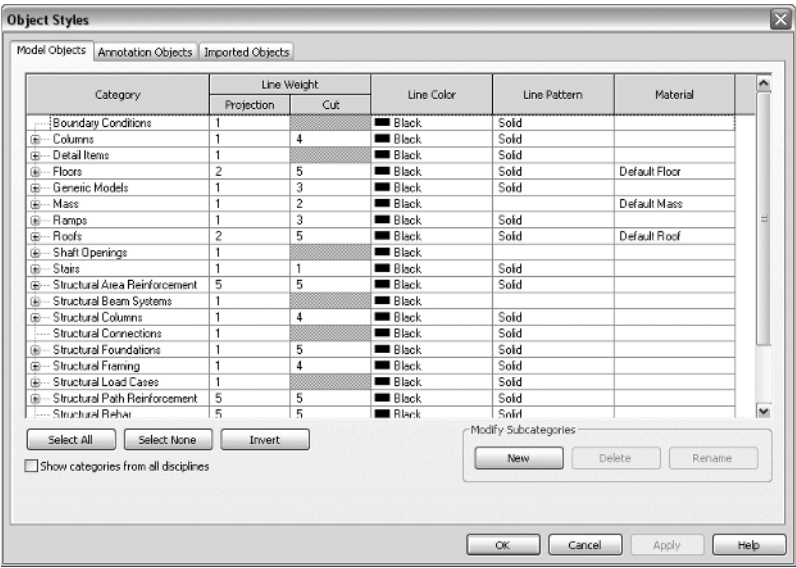 Object Styles
Model Objects Annotation Objects Imported Objects
Category Line Weight Line Color Line Pattern Material
Projection Cut
Boundary Conditions 1 Black Solid
Columns 1 4 Black Solid
Detail Items 1 Black Solid
Floors 2 5 Black Solid Default Floor
Generic Models 1 3 Black Solid
Mass 1 2 Black Default Mass
Ramps 1 3 Black Solid
Roofs 2 5 Black Solid Default Roof
Shaft Openings 1 Black
Stairs 1 1 Black Solid
Structural Area Reinforcement 5 5 Black Solid
Structural Beam Systems 1 Black
Structural Columns 1 4 Black Solid
Structural Connections 1 Black Solid
Structural Foundations 1 5 Black Solid
Structural Framing 1 4 Black Solid
Structural Load Cases 1 Black Solid
Structural Path Reinforcement 5 5 Black Solid
Structural Rebar 5 5 Black Solid
Select All Select None Invert
Modify Subcategories
New Delete Rename
Show categories from all disciplines
OK Cancel Apply Help